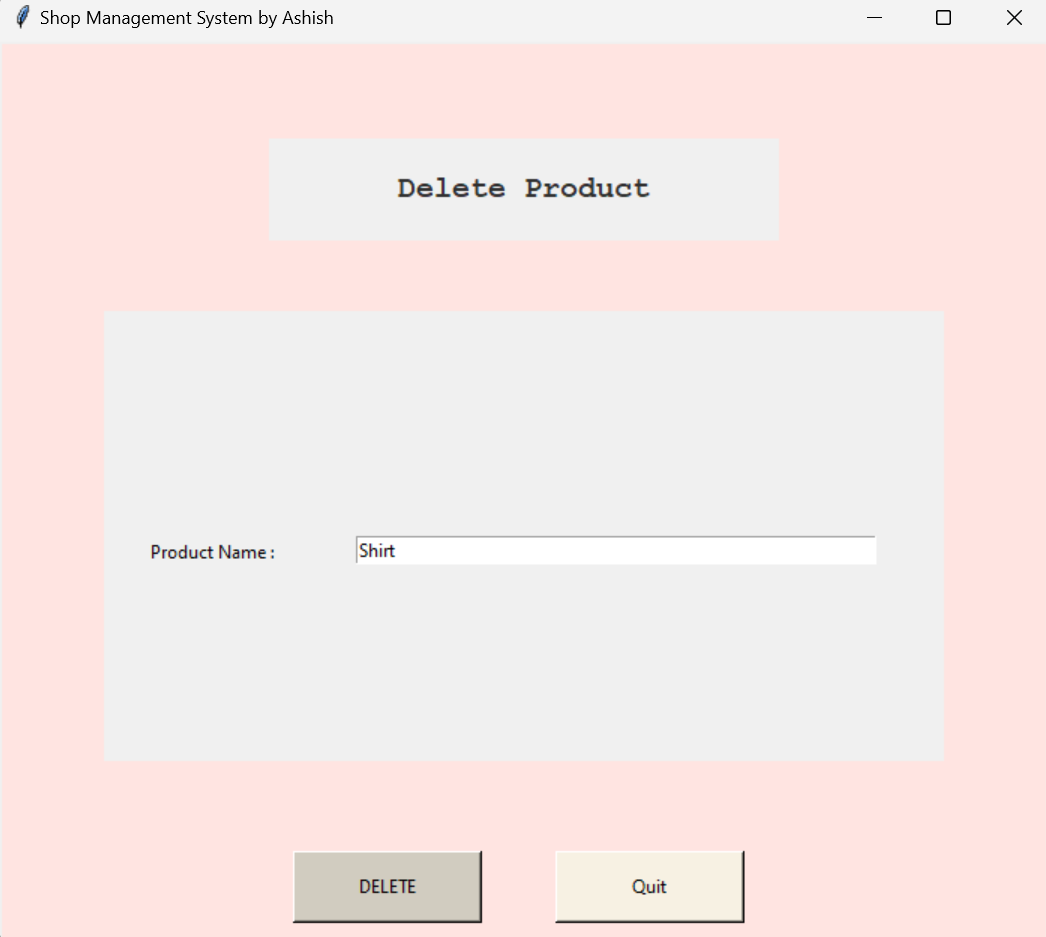 Shop Management System by Ashish
Delete Product
Product Name : Shirt
DELETE Quit